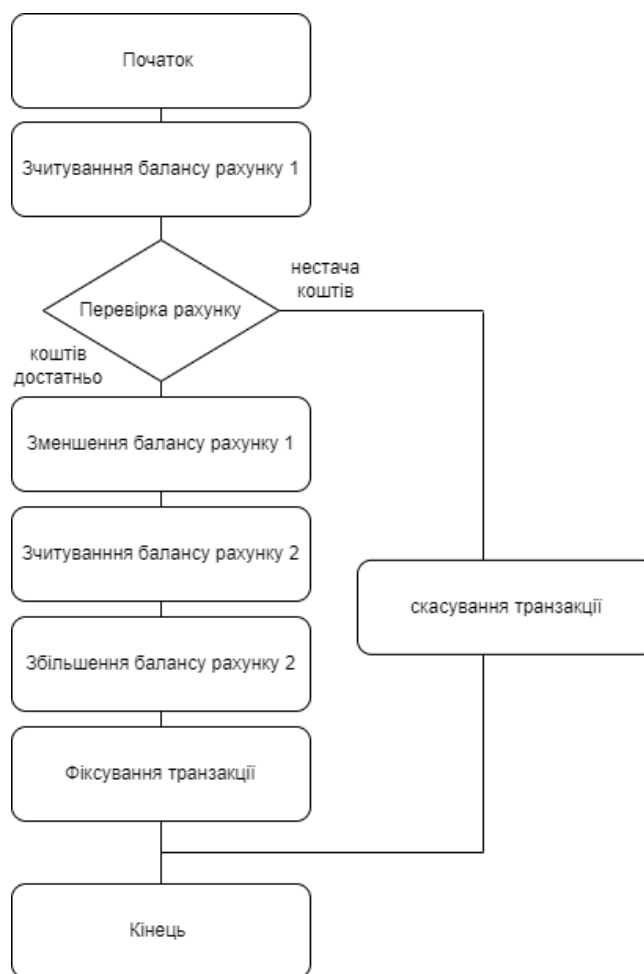 Початок
Зчитуванння балансу рахунку 1
нестача
коштів
Перевірка рахунку
коштів
достатньо
Зменшення балансу рахунку 1
Зчитуванння балансу рахунку 2
скасування транзакції
Збільшення балансу рахунку 2
Фіксування транзакції
Кінець